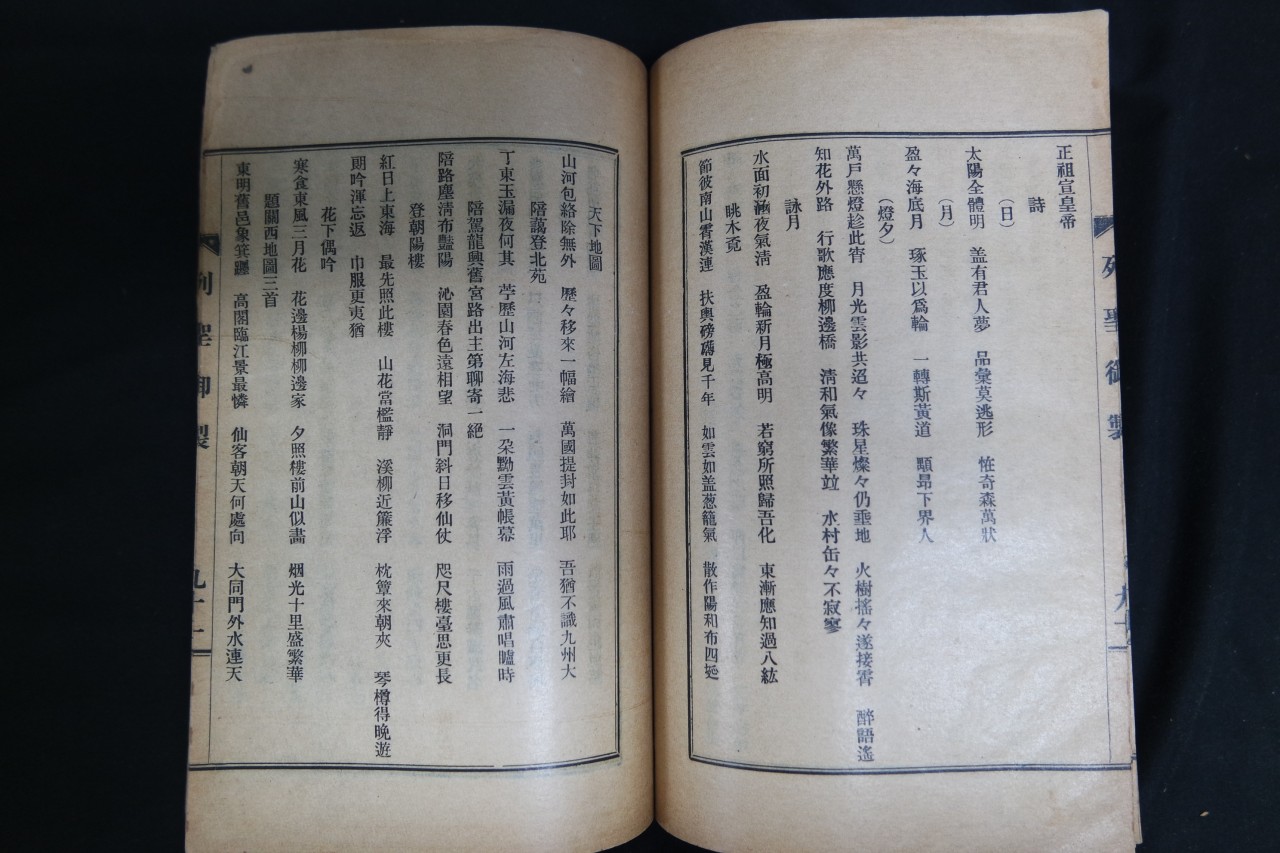 列聖御製
正祖宣皇帝
詩
(日)
太陽全體明 盖有君人夢 品彙莫逃形 恠奇森萬狀
(月)
盈々海底月 琢玉以爲輪 一轉斯黃道 顒昂下界人
(燈夕)
萬戶懸燈趁此宵 月光雲影共迢々 珠星燦々仍垂地 火樹搖々遂接霄 醉語遙
知花外路 行歌應度柳邊橋 淸和氣像繁華竝 水村缶々不寂寥
詠月
水面初涵夜氣淸 盈輪新月極高明 若窮所照歸吾化 東漸應知過八紘
眺木覓
節彼南山霄漢連 扶輿磅礴見千年 如雲如盖葱籠氣 散作陽和布四
天下地圖
山河包絡除無外 歷々移來一幅繪 萬國提封如此耶 吾猶不識九州大
陪 登北苑
丁東玉漏夜何其 苧歷山河左海悲 一朶黝雲黃帳幕 雨過風肅唱臚時
陪駕龍興舊宮路出主第聊寄一絕
陪路塵淸布豔陽 沁園春色遠相望 洞門斜日移仙仗 咫尺樓臺思更長
登朝陽樓
紅日上東海 最先照此樓 山花當檻靜 溪柳近簾浮 枕簟來朝爽 琴樽得晩遊
朗吟渾忘返 巾服更夷猶
花下偶吟
寒食東風三月花 花邊楊柳柳邊家 夕照樓前山似畵 烟光十里盛繁華
題關西地圖三首
東明舊邑象箕躔 高閣臨江景最憐 仙客朝天何處向 大同門外水連天
列聖御製
九十二